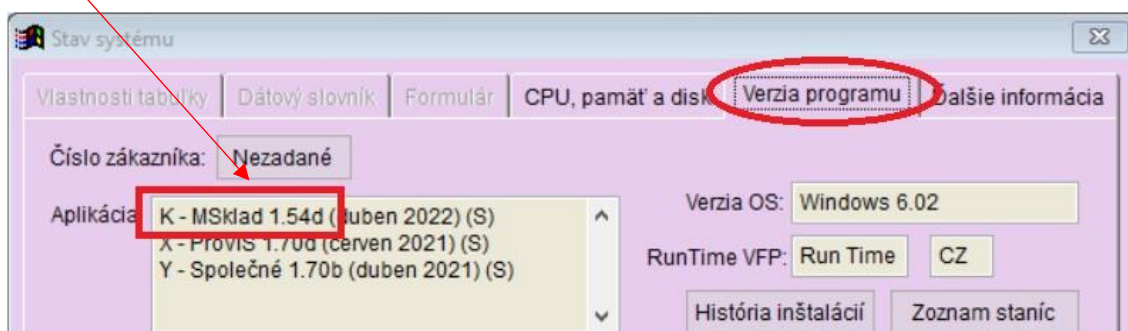 Stav systému
Vlastnosti tabuľky Dátový slovník Formulár CPU, pamäť a disk Verzia programu Ďalšie informácia
Číslo zákazníka: Nezadané
Aplikácia K - MSklad 1.54d (duben 2022) (S)
X - ProVIS 1.70d (červen 2021) (S)
Y - Společné 1.70b (duben 2021) (S)
Verzia OS: Windows 6.02
RunTime VFP: Run Time CZ
História inštalácií Zoznam staníc